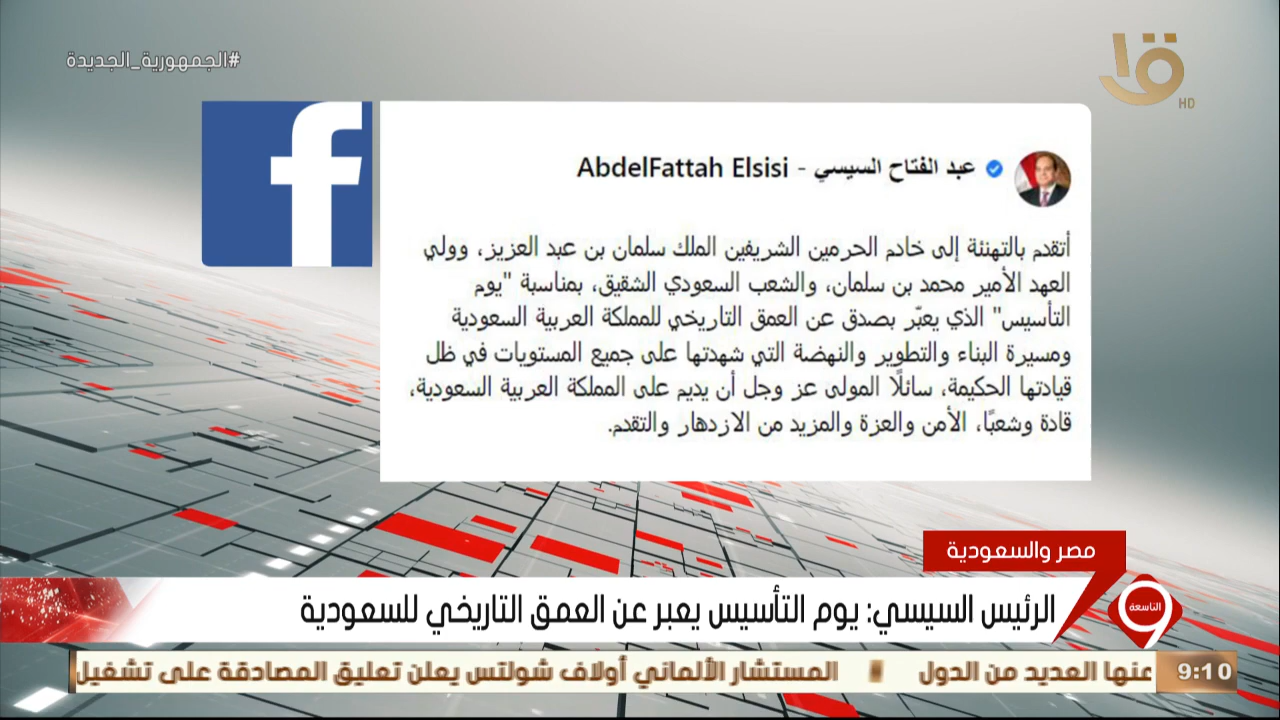 #الجمهورية_الجديدة
HD
عبد الفتاح السيسي - AbdelFattah Elsisi
أتقدم بالتهنئة إلى خادم الحرمين الشريفين الملك سلمان بن عبد العزيز، وولي
العهد الأمير محمد بن سلمان، والشعب السعودي الشقيق، بمناسبة "يوم
التأسيس" الذي يعبّر بصدق عن العمق التاريخي للمملكة العربية السعودية
ومسيرة البناء والتطوير والنهضة التي شهدتها على جميع المستويات في ظل
قيادتها الحكيمة، سائلًا المولى عز وجل أن يديم على المملكة العربية السعودية،
قادة وشعبًا، الأمن والعزة والمزيد من الازدهار والتقدم.
مصر والسعودية
الرئيس السيسي: يوم التأسيس يعبر عن العمق التاريخي للسعودية
التاسعة
9:10
عنها العديد من الدول
المستشار الألماني أولاف شولتس يعلن تعليق المصادقة على تشغيل